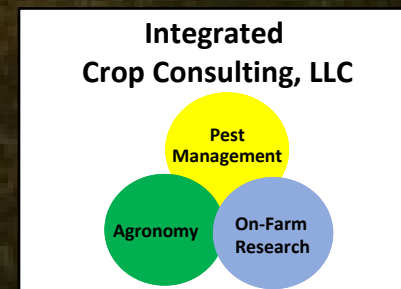 Integrated
Crop Consulting, LLC
Pest
Management
Agronomy
On-Farm
Research